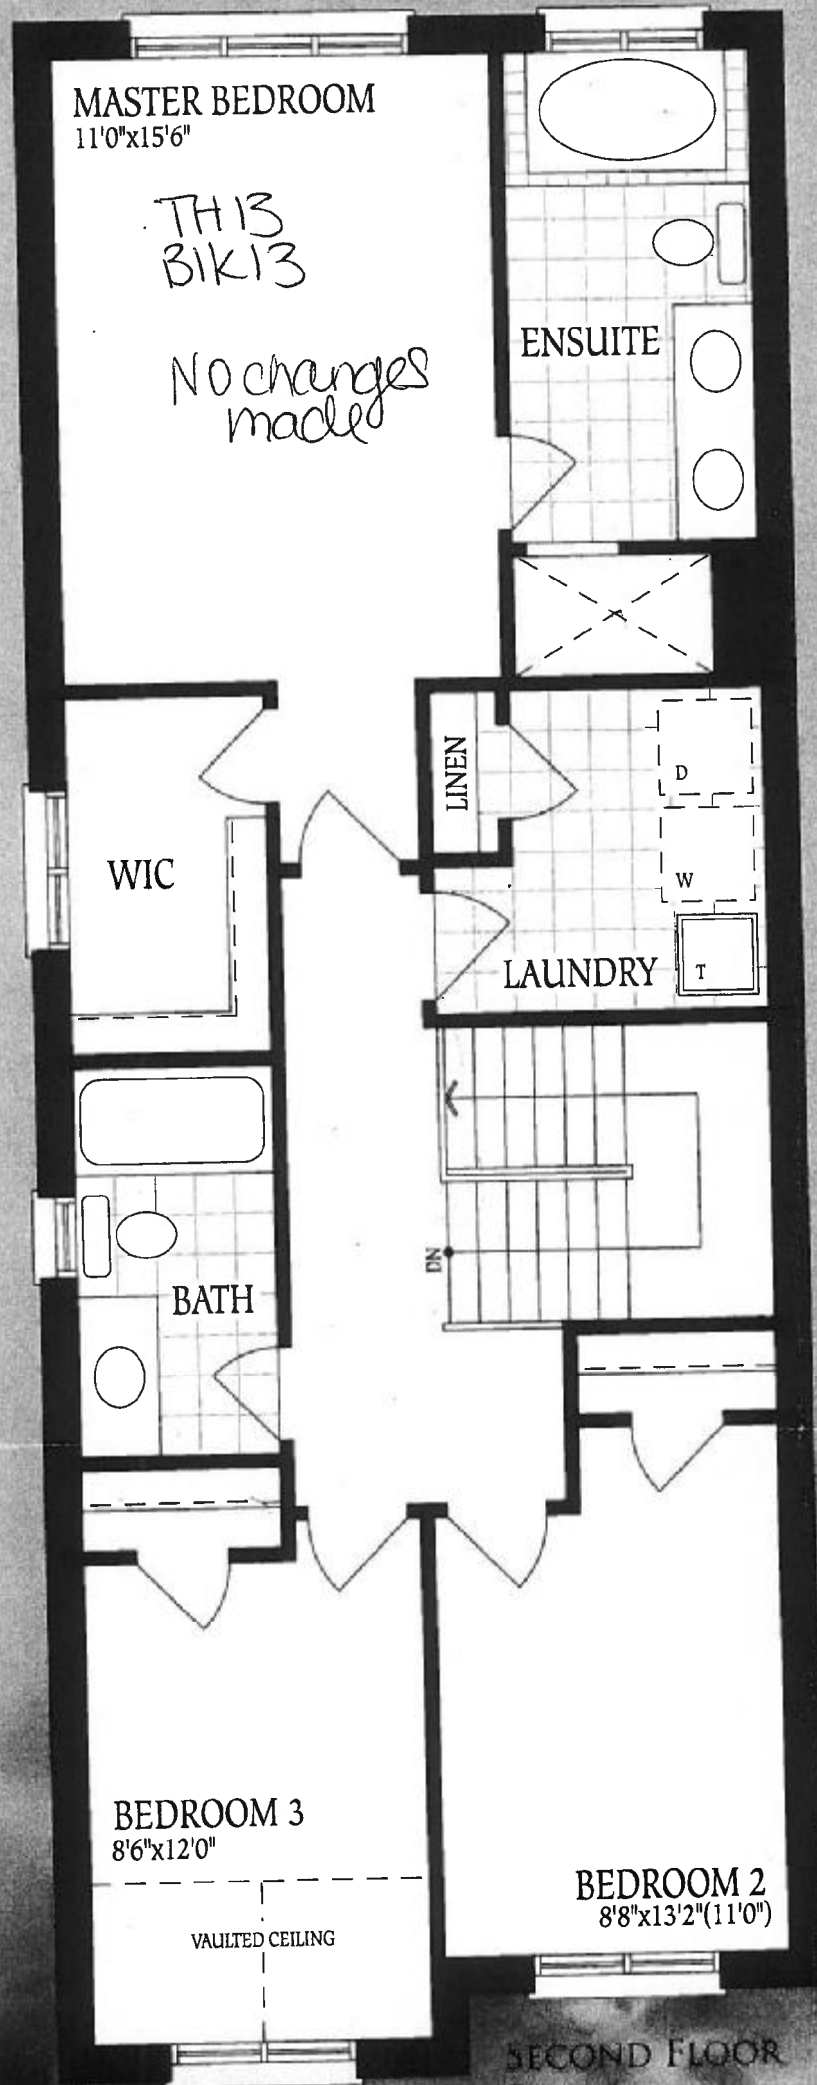 MASTER BEDROOM
11'0"x15'6"
TH13
Blk13
No changes
made
ENSUITE
LINEN
D
W
T
WIC
LAUNDRY
DN
BATH
BEDROOM 3
8'6"x12'0"
VAULTED CEILING
BEDROOM 2
8'8"x13'2"(11'0")
SECOND FLOOR